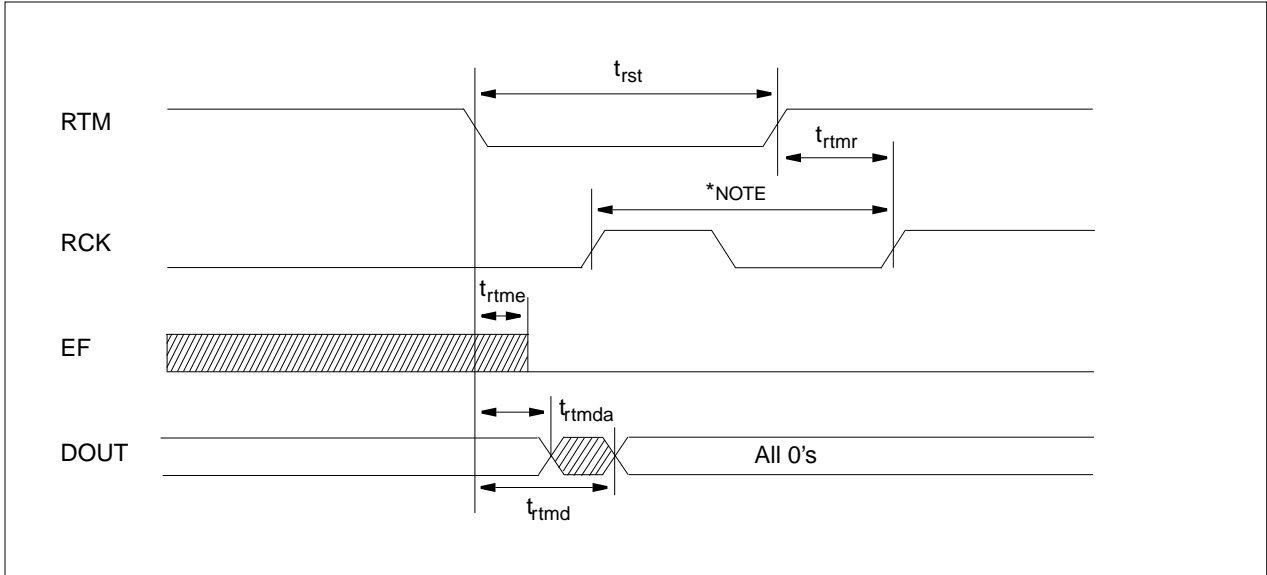 t_rst
RTM
t_rtmr
*NOTE
RCK
t_rtme
EF
t_rtmda
DOUT
All 0's
t_rtmd